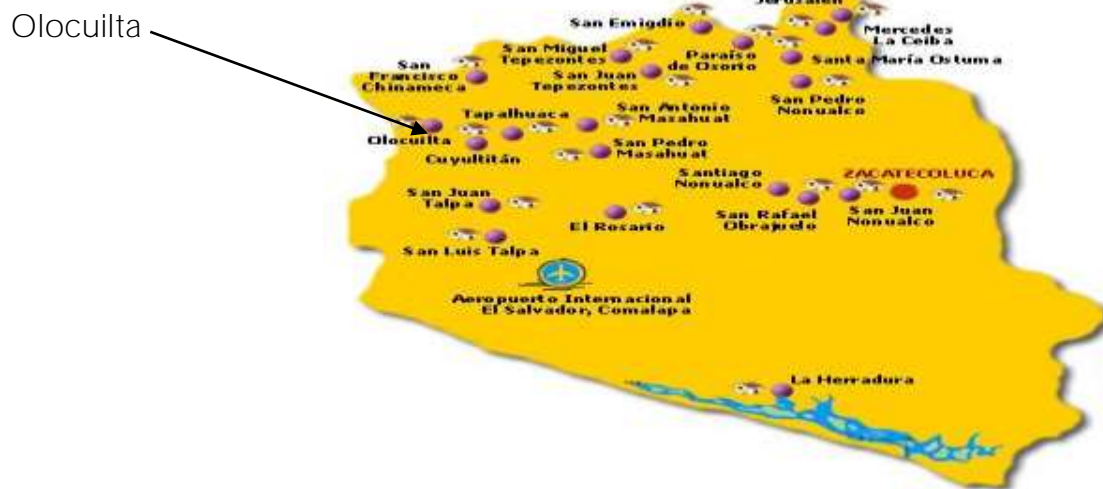 Olocuilta
Jerusalén
San Emigdio
Mercedes
La Ceiba
San Miguel
Tepezontes
Paraíso
de Osorio
Santa María Ostuma
San
Francisco
Chinameca
San Juan
Tepezontes
San Pedro
Nonualco
Tapalhuaca
San Antonio
Masahuat
Olocuilta
Cuyultitán
San Pedro
Masahuat
Santiago
Nonualco
ZACATECOLUCA
San Juan
Talpa
El Rosario
San Rafael
Obrajuelo
San Juan
Nonualco
San Luis Talpa
Aeropuerto Internacional
El Salvador, Comalapa
La Herradura